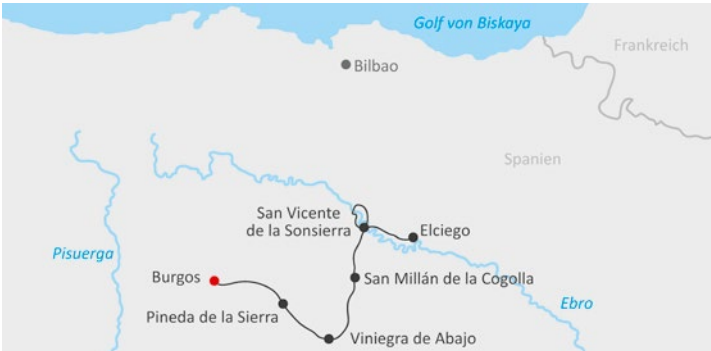 Golf von Biskaya
Frankreich
Bilbao
Spanien
San Vicente
de la Sonsierra
Elciego
Pisuerga
Burgos
San Millán de la Cogolla
Ebro
Pineda de la Sierra
Viniegra de Abajo